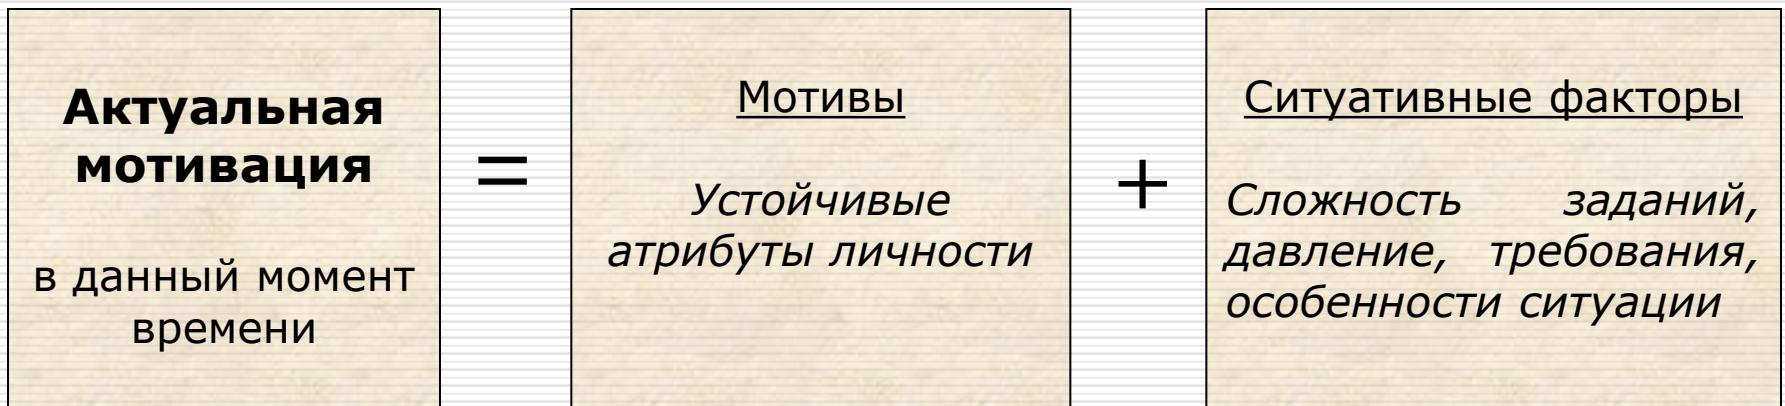 Актуальная
мотивация
в данный момент
времени
=
Мотивы
Устойчивые
атрибуты личности
+
Ситуативные факторы
Сложность заданий,
давление, требования,
особенности ситуации